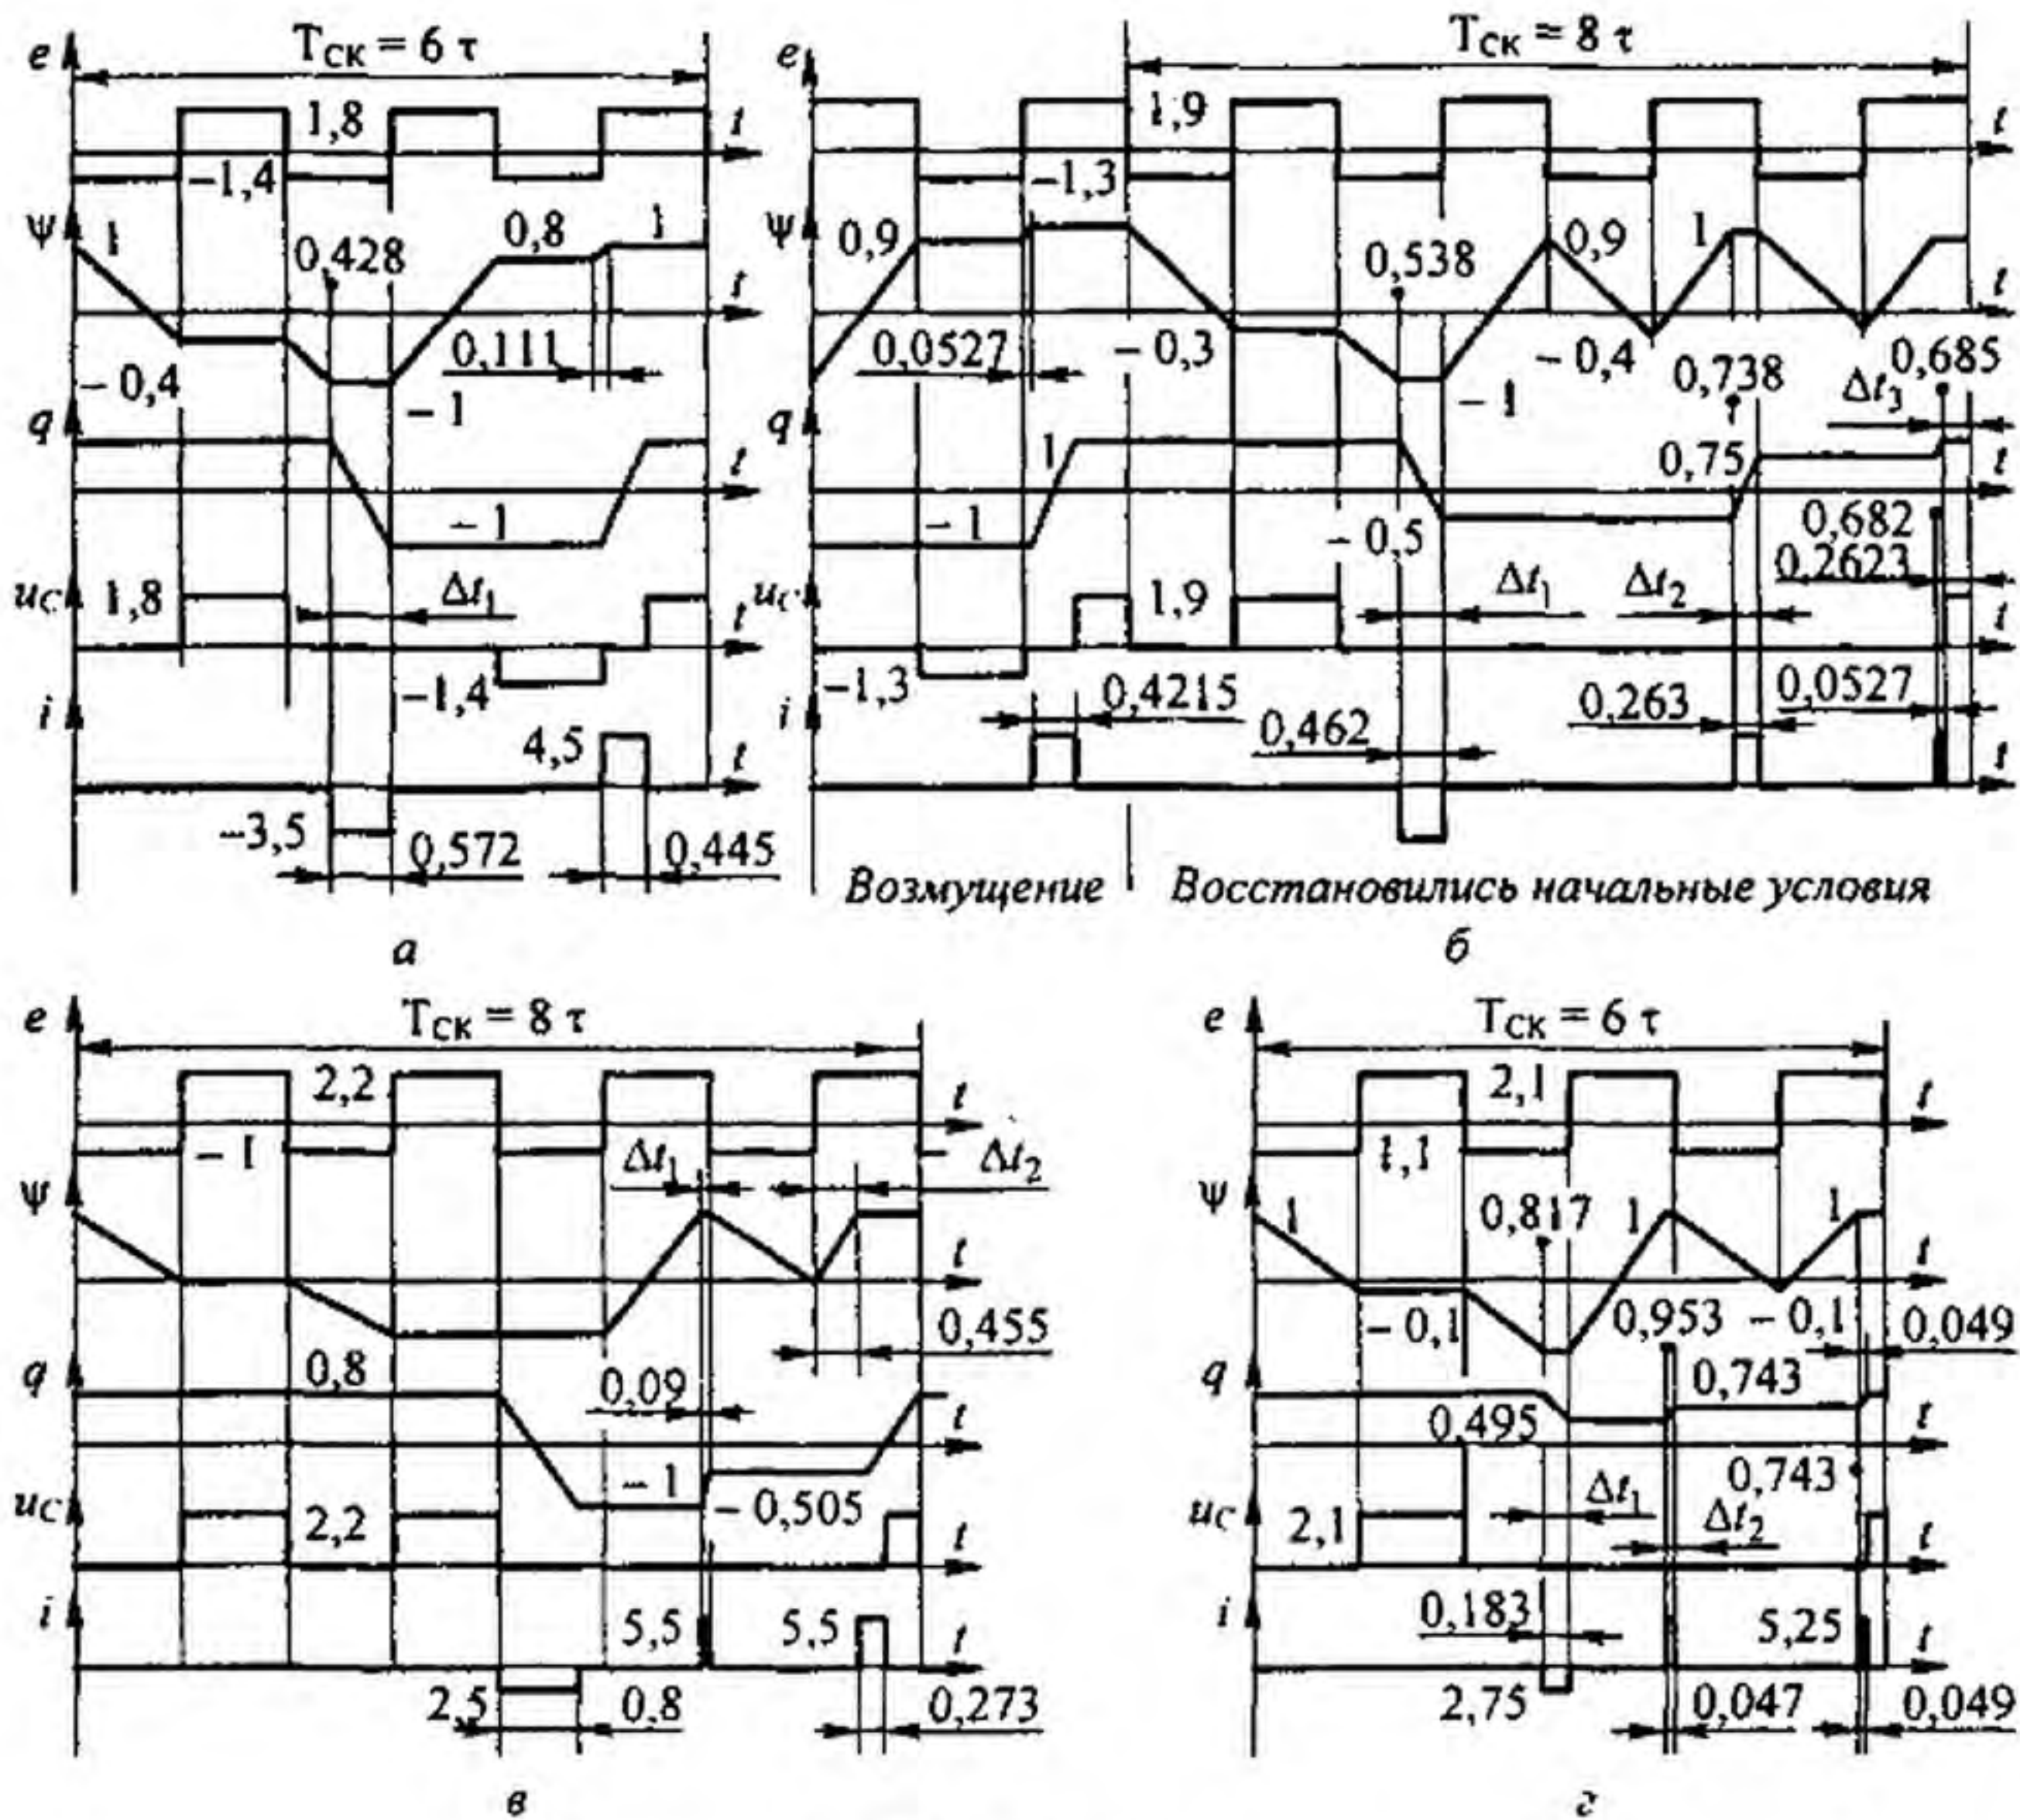 e
Tск = 6 τ
1,8
t
−1,4
ψ
1
0,428
0,8
1
t
−0,4
0,111
−1
q
t
−1
uC
1,8
Δt1
t
−1,4
i
4,5
t
−3,5
0,572
0,445
а
e
Tск = 8 τ
1,9
t
−1,3
ψ
0,9
0,538
0,9
1
t
0,0527
−0,3
−0,4
0,738
0,685
Δt3
−1
q
1
0,75
t
−1
−0,5
0,682
0,2623
uC
1,9
Δt1
Δt2
t
−1,3
0,4215
0,263
0,0527
i
0,462
t
Возмущение
Восстановились начальные условия
б
e
Tск = 8 τ
2,2
t
−1
Δt1
Δt2
ψ
t
0,455
0,8
q
0,09
t
−1
−0,505
uC
2,2
t
i
5,5
5,5
t
2,5
0,8
0,273
в
e
Tск = 6 τ
2,1
t
1,1
ψ
1
0,817
1
1
t
−0,1
0,953
−0,1
0,049
q
0,743
0,495
t
0,743
uC
2,1
Δt1
Δt2
t
0,183
i
5,25
t
2,75
0,047
0,049
г